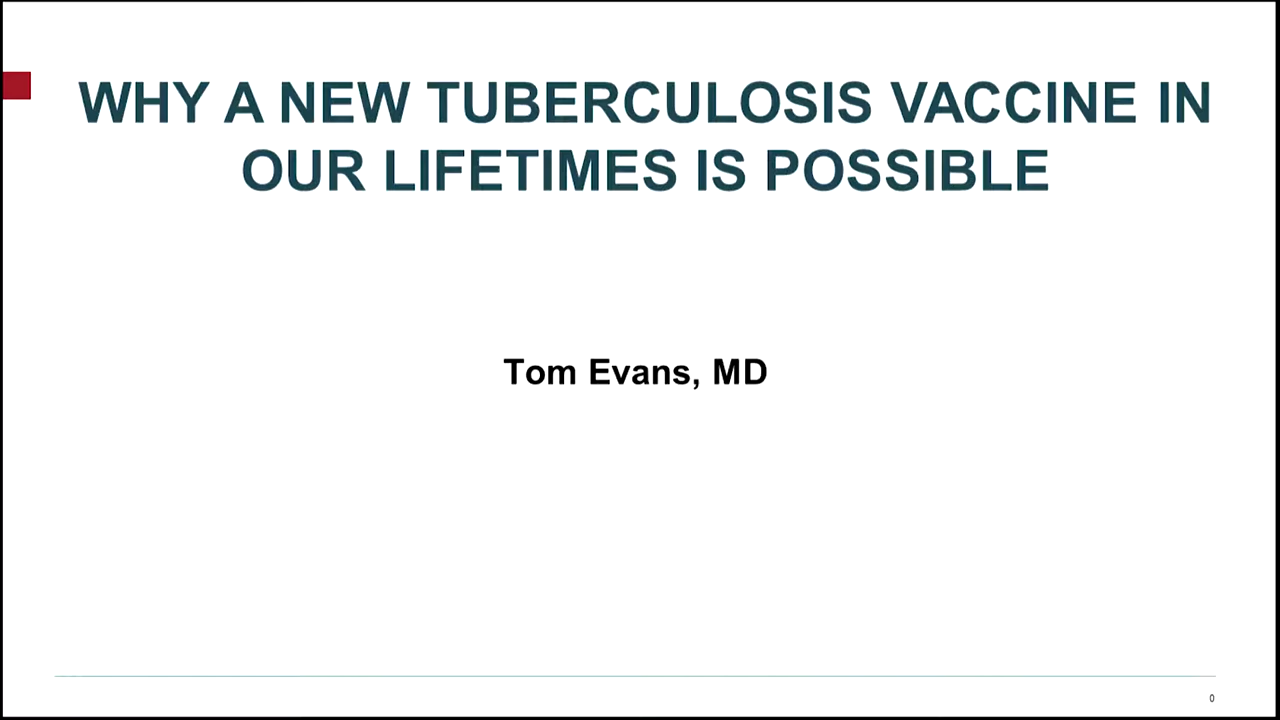 WHY A NEW TUBERCULOSIS VACCINE IN
OUR LIFETIMES IS POSSIBLE
Tom Evans, MD
0